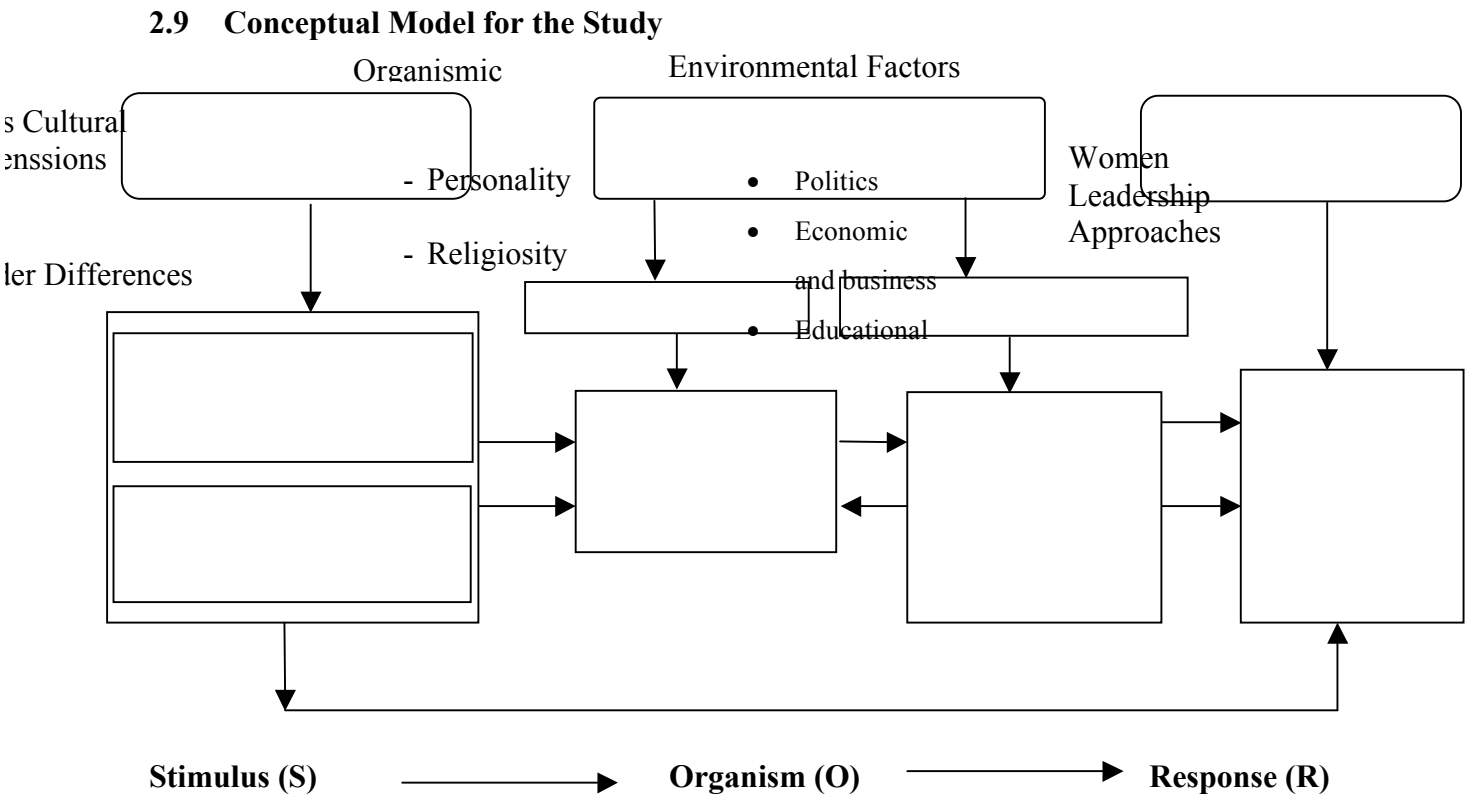 2.9 Conceptual Model for the Study
Organismic
Environmental Factors
s Cultural
enssions
der Differences
- Personality
- Religiosity
• Politics
• Economic
and business
• Educational
Women
Leadership
Approaches
Stimulus (S)
Organism (O)
Response (R)